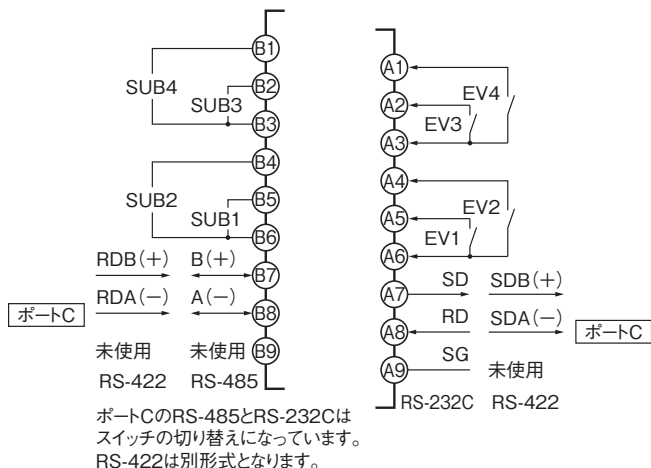 B1
B2
SUB4
SUB3
B3
B4
B5
SUB2
SUB1
B6
RDB(+) B(+)
B7
RDA(−) A(−)
ポートC
B8
未使用 未使用
B9
RS-422 RS-485
A1
A2
EV4
EV3
A3
A4
A5
EV2
EV1
A6
SD SDB(+)
A7
RD SDA(−)
A8
ポートC
SG
A9
未使用
RS-232C RS-422
ポートCのRS-485とRS-232Cは
スイッチの切り替えになっています。
RS-422は別形式となります。